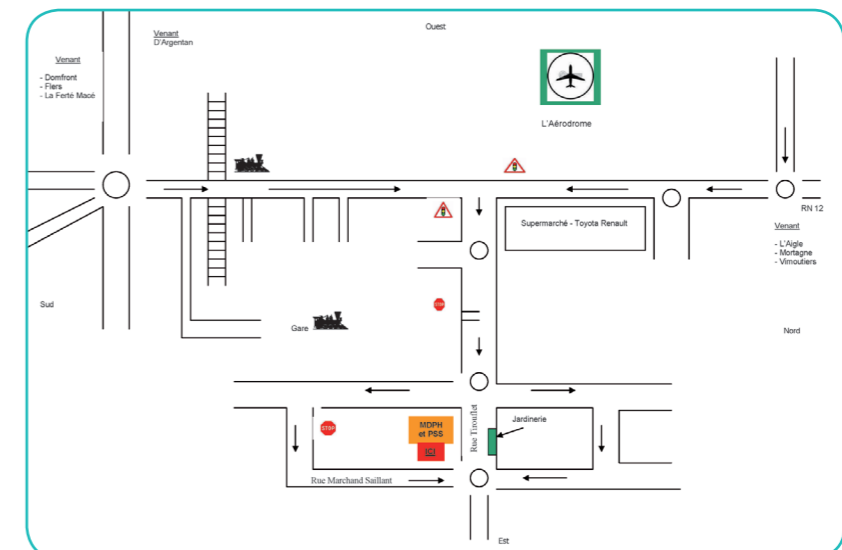 Ouest
Venant
D'Argentan
Venant
- Domfront
- Flers
- La Ferté Macé
L'Aérodrome
RN 12
Venant
- L'Aigle
- Mortagne
- Vimoutiers
Supermarché - Toyota Renault
Sud
STOP
Gare
Nord
STOP
MDPH
et PSS
ICI
Rue Tirouflet
Jardinerie
Rue Marchand Saillant
Est